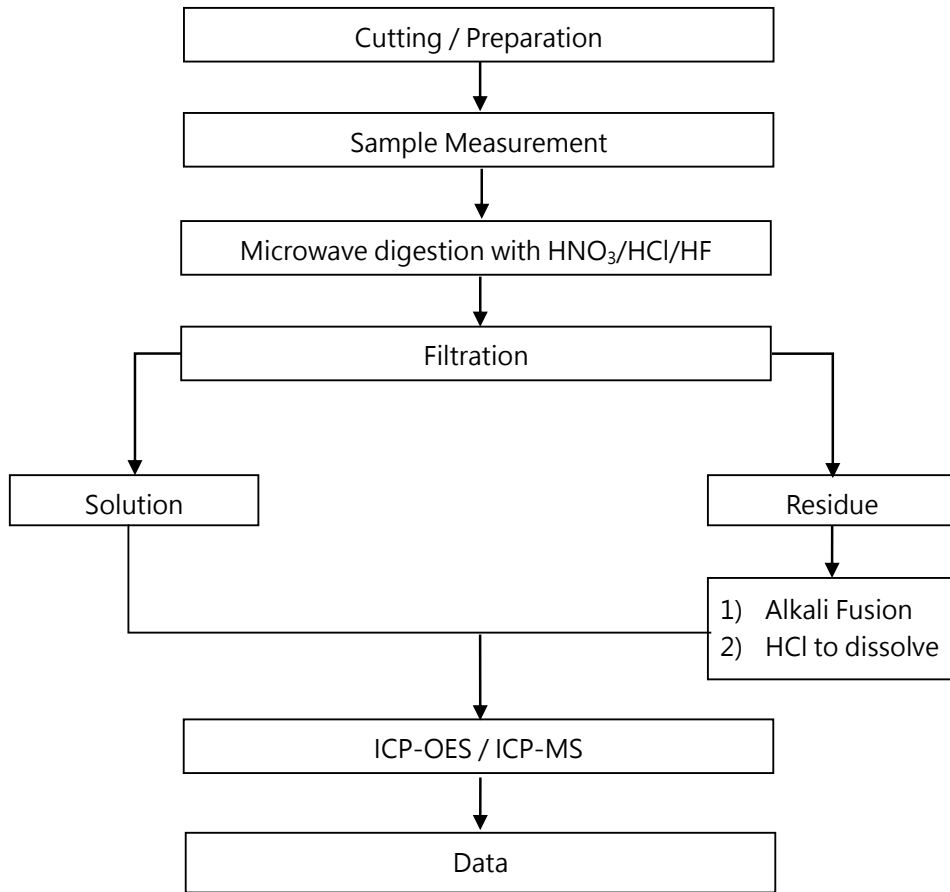 Cutting / Preparation
Sample Measurement
Microwave digestion with HNO₃/HCl/HF
Filtration
Solution
Residue
1) Alkali Fusion
2) HCl to dissolve
ICP-OES / ICP-MS
Data